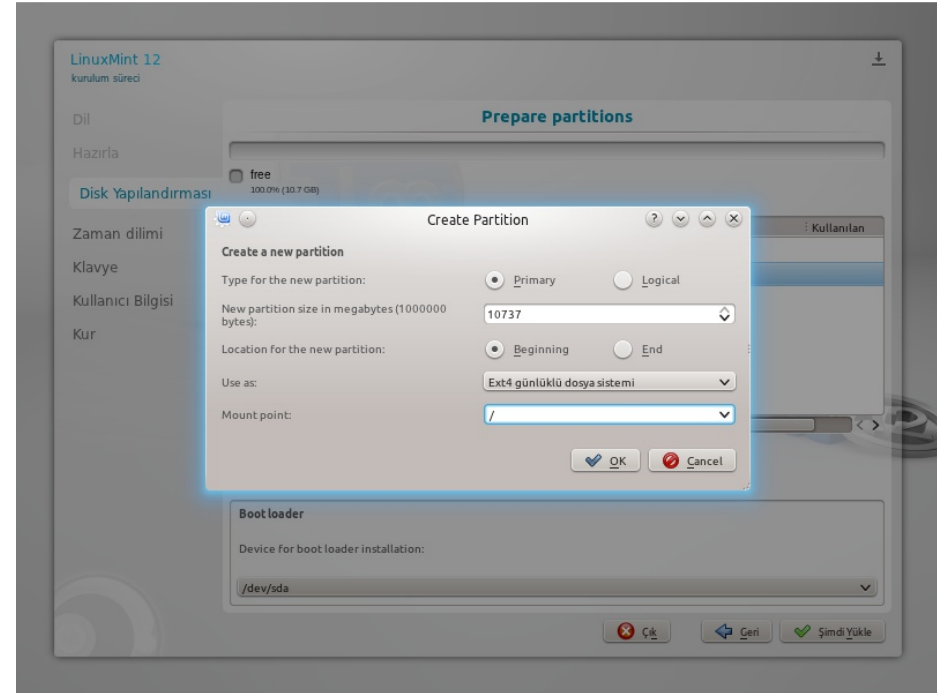 LinuxMint 12
kurulum süreci
Dil
Hazırla
Disk Yapılandırması
Zaman dilimi
Klavye
Kullanıcı Bilgisi
Kur
Prepare partitions
free
100.0% (10.7 GB)
Kullanılan
Create Partition
Create a new partition
Type for the new partition: Primary Logical
New partition size in megabytes (1000000
bytes): 10737
Location for the new partition: Beginning End
Use as: Ext4 günlüklü dosya sistemi
Mount point: /
OK Cancel
Boot loader
Device for boot loader installation:
/dev/sda
Çık Geri Şimdi Yükle